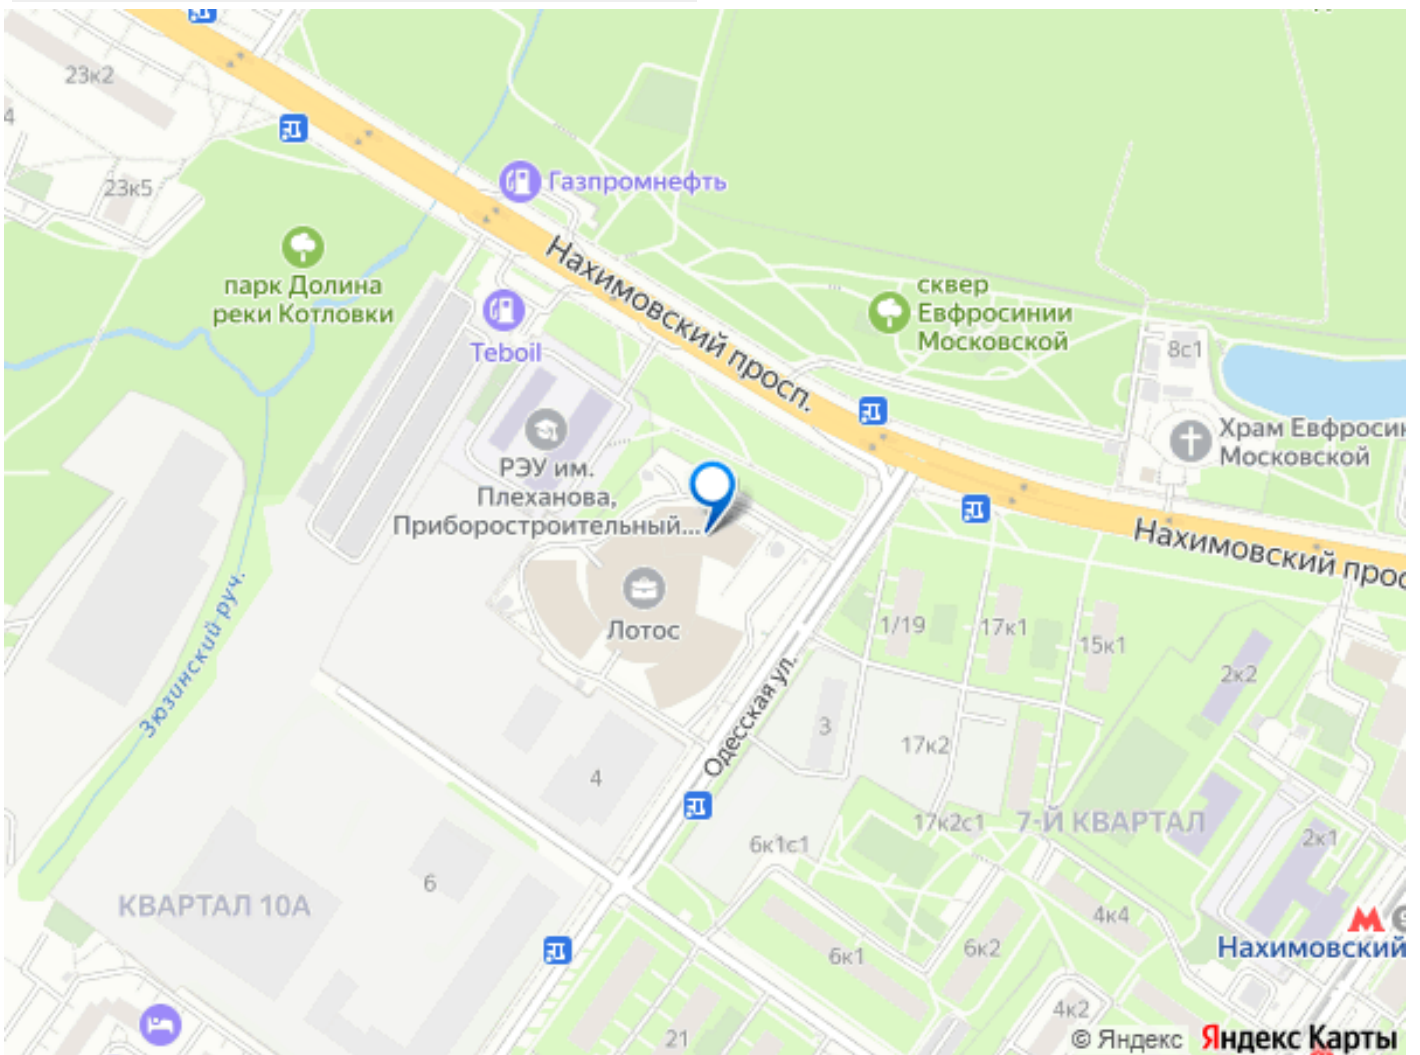 23к2
4
23к5
Газпромнефть
парк Долина
реки Котловки
Нахимовский просп.
сквер
Евфросинии
Московской
Teboil
8с1
Храм Евфросин
Московской
РЭУ им.
Плеханова,
Приборостроительный...
Нахимовский прос
Лотос
1/19
17к1
15к1
2к2
Зюзинский руч.
Одесская ул.
3
17к2
4
17к2с1
7-Й КВАРТАЛ
6к1с1
2к1
6
КВАРТАЛ 10А
4к4
М
Нахимовский
6к1
6к2
4к2
21
© Яндекс Яндекс Карты